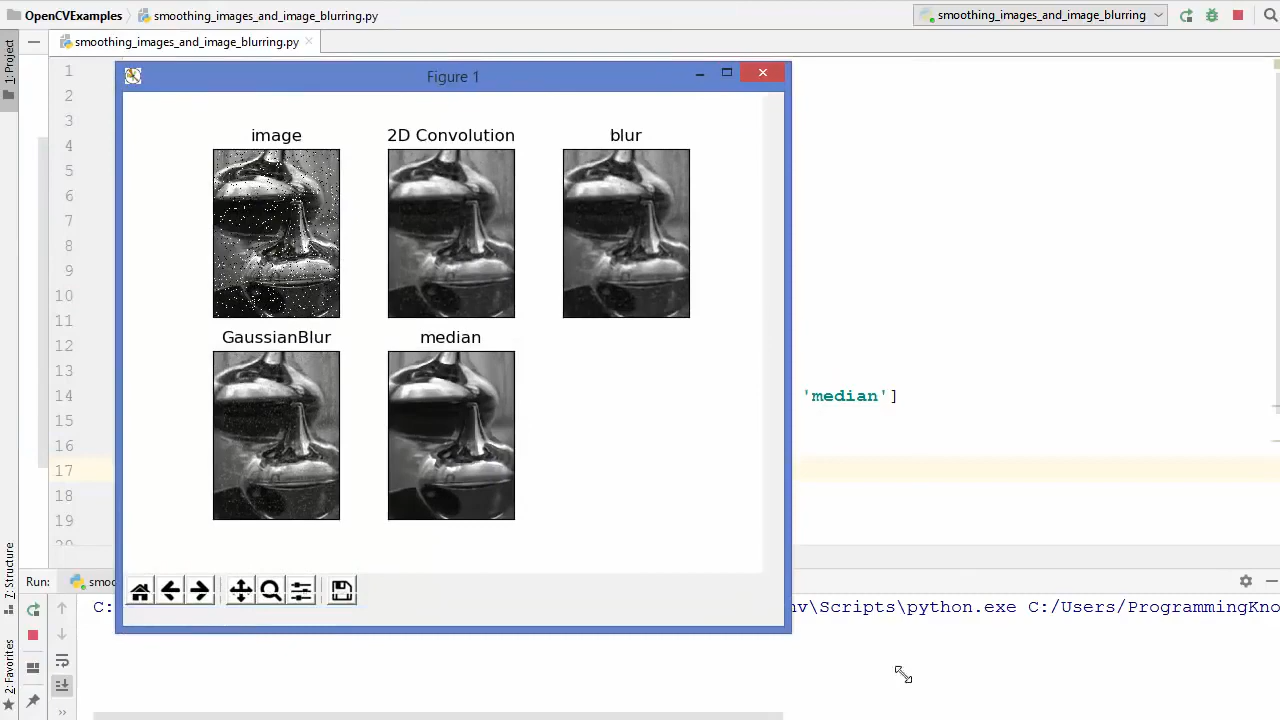 OpenCVExamples smoothing_images_and_image_blurring.py smoothing_images_and_image_blurring
smoothing_images_and_image_blurring.py
1: Project
Figure 1
1
2
3
4
5
6
7
8
9
10
11
12
13
14
15
16
17
18
19
20
image 2D Convolution blur
GaussianBlur median
'median']
7: Structure
2: Favorites
Run: smoo
C: nv\Scripts\python.exe C:/Users/ProgrammingKno